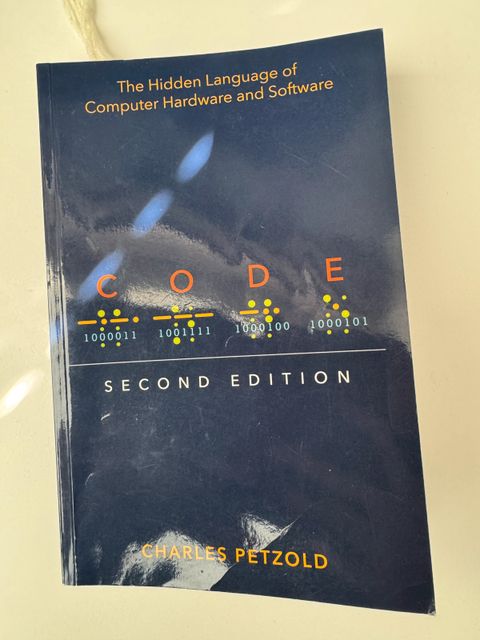 The Hidden Language of
Computer Hardware and Software
C O D E
1000011 1001111 1000100 1000101
SECOND EDITION
CHARLES PETZOLD